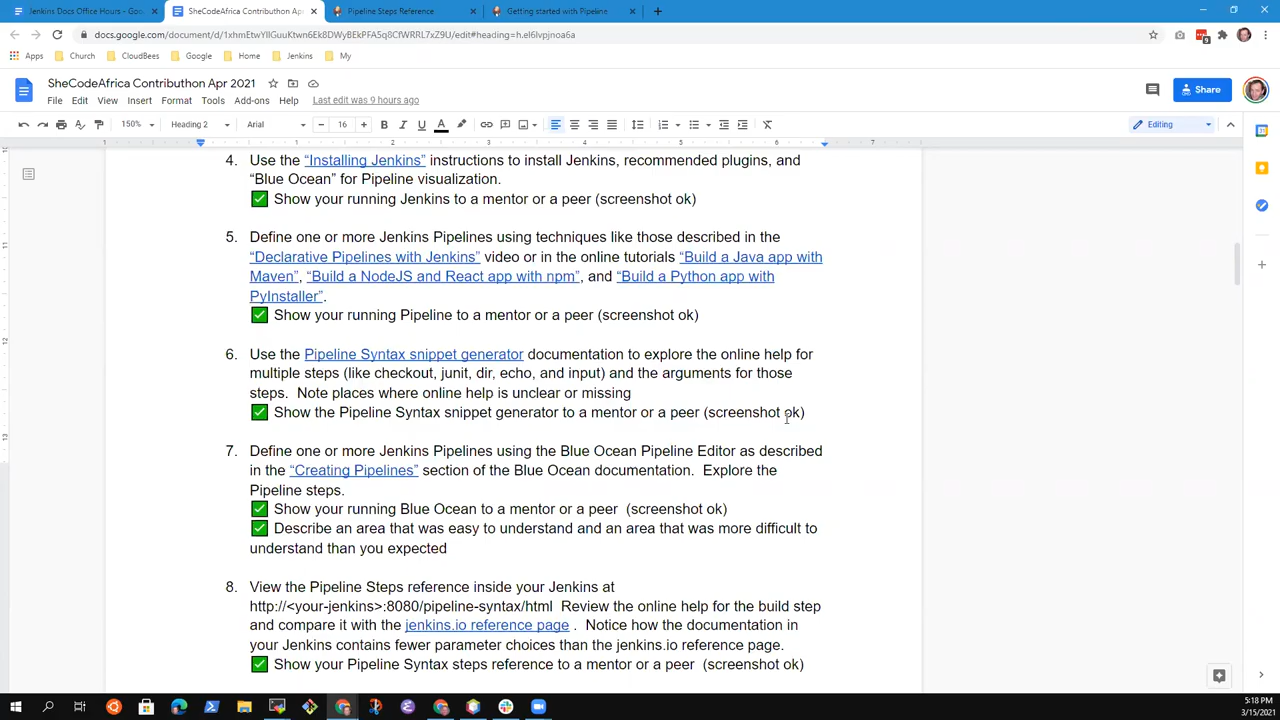 Jenkins Docs Office Hours - Goo
SheCodeAfrica Contributhon Apr
Pipeline Steps Reference
Getting started with Pipeline
docs.google.com/document/d/1xhmEtwYlIGuuKtwn6Ek8DWyBEkPFA5q8CfWRRL7xZ9U/edit#heading=h.el6lvpjnoa6a
Apps
Church
CloudBees
Google
Home
Jenkins
My
SheCodeAfrica Contributhon Apr 2021
File Edit View Insert Format Tools Add-ons Help Last edit was 9 hours ago
Share
150% Heading 2 Arial 16 Editing
1 1 2 3 4 5 6 7
4. Use the “Installing Jenkins” instructions to install Jenkins, recommended plugins, and
“Blue Ocean” for Pipeline visualization.
✅ Show your running Jenkins to a mentor or a peer (screenshot ok)
5. Define one or more Jenkins Pipelines using techniques like those described in the
“Declarative Pipelines with Jenkins” video or in the online tutorials “Build a Java app with
Maven”, “Build a NodeJS and React app with npm”, and “Build a Python app with
PyInstaller”.
✅ Show your running Pipeline to a mentor or a peer (screenshot ok)
6. Use the Pipeline Syntax snippet generator documentation to explore the online help for
multiple steps (like checkout, junit, dir, echo, and input) and the arguments for those
steps. Note places where online help is unclear or missing
✅ Show the Pipeline Syntax snippet generator to a mentor or a peer (screenshot ok)
7. Define one or more Jenkins Pipelines using the Blue Ocean Pipeline Editor as described
in the “Creating Pipelines” section of the Blue Ocean documentation. Explore the
Pipeline steps.
✅ Show your running Blue Ocean to a mentor or a peer (screenshot ok)
✅ Describe an area that was easy to understand and an area that was more difficult to
understand than you expected
8. View the Pipeline Steps reference inside your Jenkins at
http://<your-jenkins>:8080/pipeline-syntax/html Review the online help for the build step
and compare it with the jenkins.io reference page . Notice how the documentation in
your Jenkins contains fewer parameter choices than the jenkins.io reference page.
✅ Show your Pipeline Syntax steps reference to a mentor or a peer (screenshot ok)
5:18 PM
3/15/2021